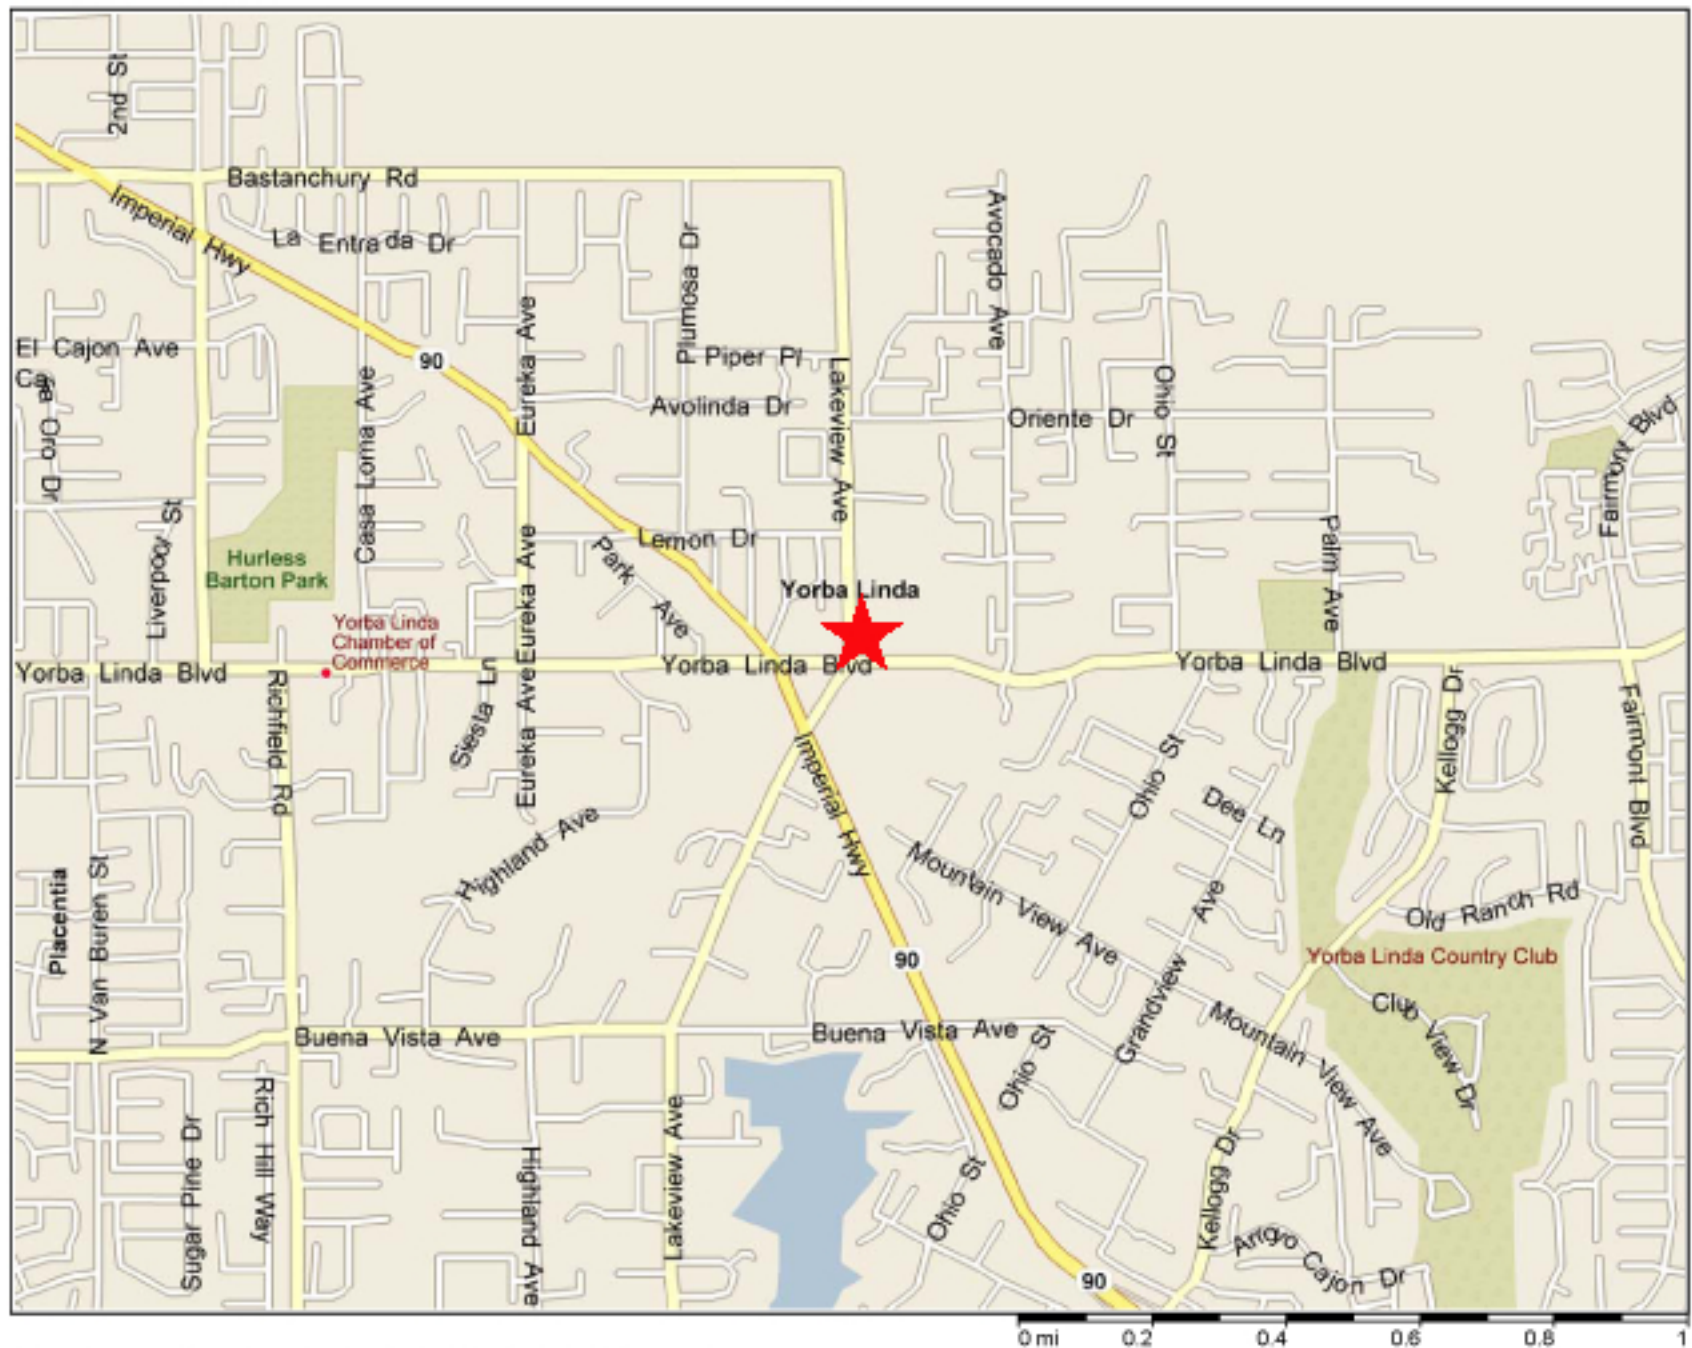 2nd St
Bastanchury Rd
Imperial Hwy
La Entrada Dr
Avocado Ave
Plumosa Dr
El Cajon Ave
90
Eureka Ave
Piper Pl
Casa Loma Ave
Lakeview Ave
Ohio St
Avolinda Dr
Oriente Dr
Fairmont Blvd
Oro Dr
Liverpool St
Hurless
Barton Park
Lemon Dr
Park Ave
Palm Ave
Yorba Linda
Yorba Linda
Chamber of
Commerce
Eureka Ave
Yorba Linda Blvd
Yorba Linda Blvd
Yorba Linda Blvd
Richfield Rd
Siesta Ln
Eureka Ave
Kellogg Dr
Fairmont Blvd
Imperial Hwy
Ohio St
Dee Ln
Highland Ave
Mountain View Ave
Grandview Ave
Old Ranch Rd
Placentia
N Van Buren St
90
Yorba Linda Country Club
Club View Dr
Buena Vista Ave
Buena Vista Ave
Ohio St
Mountain View Ave
Rich Hill Way
Sugar Pine Dr
Highland Ave
Lakeview Ave
Ohio St
Kellogg Dr
Arroyo Cajon Dr
90
0 mi 0.2 0.4 0.6 0.8 1